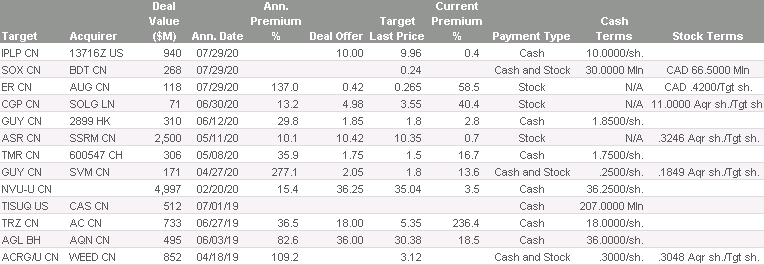 Deal Ann. Current
Value Premium Target Premium Cash
Target Acquirer ($M) Ann. Date % Deal Offer Last Price % Payment Type Terms Stock Terms
IPLP CN 13716Z US 940 07/29/20 10.00 9.96 0.4 Cash 10.0000/sh.
SOX CN BDT CN 268 07/29/20 0.24 Cash and Stock 30.0000 Mln CAD 66.5000 Mln
ER CN AUG CN 118 07/29/20 137.0 0.42 0.265 58.5 Stock N/A CAD .4200/Tgt sh.
CGP CN SOLG LN 71 06/30/20 13.2 4.98 3.55 40.4 Stock N/A 11.0000 Aqr sh./Tgt sh
GUY CN 2899 HK 310 06/12/20 29.8 1.85 1.8 2.8 Cash 1.8500/sh.
ASR CN SSRM CN 2,500 05/11/20 10.1 10.42 10.35 0.7 Stock N/A .3246 Aqr sh./Tgt sh.
TMR CN 600547 CH 306 05/08/20 35.9 1.75 1.5 16.7 Cash 1.7500/sh.
GUY CN SVM CN 171 04/27/20 277.1 2.05 1.8 13.6 Cash and Stock .2500/sh. .1849 Aqr sh./Tgt sh.
NVU-U CN 4,997 02/20/20 15.4 36.25 35.04 3.5 Cash 36.2500/sh.
TISUQ US CAS CN 512 07/01/19 Cash 207.0000 Mln
TRZ CN AC CN 733 06/27/19 36.5 18.00 5.35 236.4 Cash 18.0000/sh.
AGL BH AQN CN 495 06/03/19 82.6 36.00 30.38 18.5 Cash 36.0000/sh.
ACRG/U CN WEED CN 852 04/18/19 109.2 3.12 Cash and Stock .3000/sh. .3048 Aqr sh./Tgt sh.